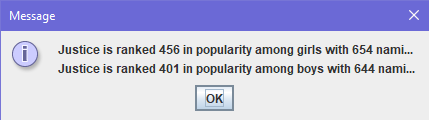 Message
Justice is ranked 456 in popularity among girls with 654 nami...
Justice is ranked 401 in popularity among boys with 644 nami...
OK